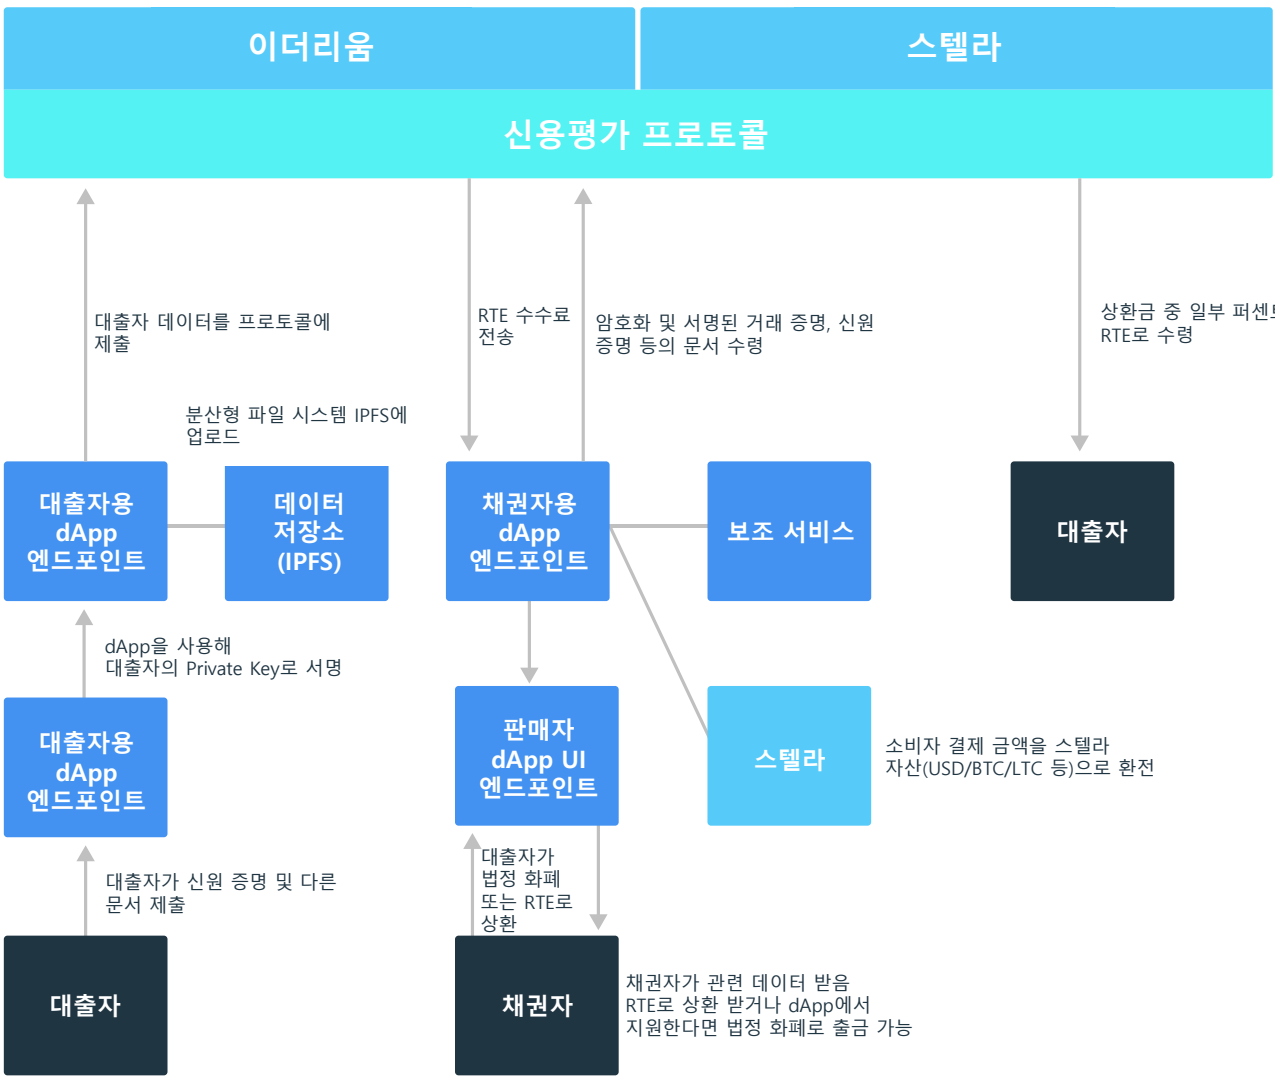 이더리움
스텔라
신용평가 프로토콜
대출자 데이터를 프로토콜에
제출
RTE 수수료
전송
암호화 및 서명된 거래 증명, 신원
증명 등의 문서 수령
상환금 중 일부
RTE로 수령
분산형 파일 시스템 IPFS에
업로드
대출자용
dApp
엔드포인트
데이터
저장소
(IPFS)
채권자용
dApp
엔드포인트
보조 서비스
대출자
dApp을 사용해
대출자의 Private Key로 서명
대출자용
dApp
엔드포인트
판매자
dApp UI
엔드포인트
스텔라
소비자 결제 금액을 스텔라
자산(USD/BTC/LTC 등)으로 환전
대출자가 신원 증명 및 다른
문서 제출
대출자가
법정 화폐
또는 RTE로
상환
대출자
채권자
채권자가 관련 데이터 받음
RTE로 상환 받거나 dApp에서
지원한다면 법정 화폐로 출금 가능